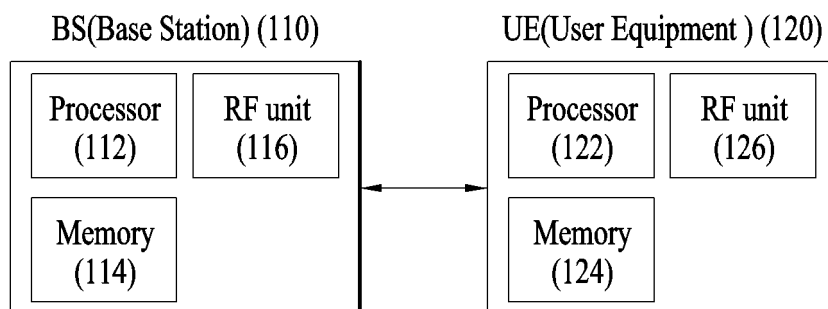 BS(Base Station) (110)
Processor
(112)
RF unit
(116)
Memory
(114)
UE(User Equipment ) (120)
Processor
(122)
RF unit
(126)
Memory
(124)